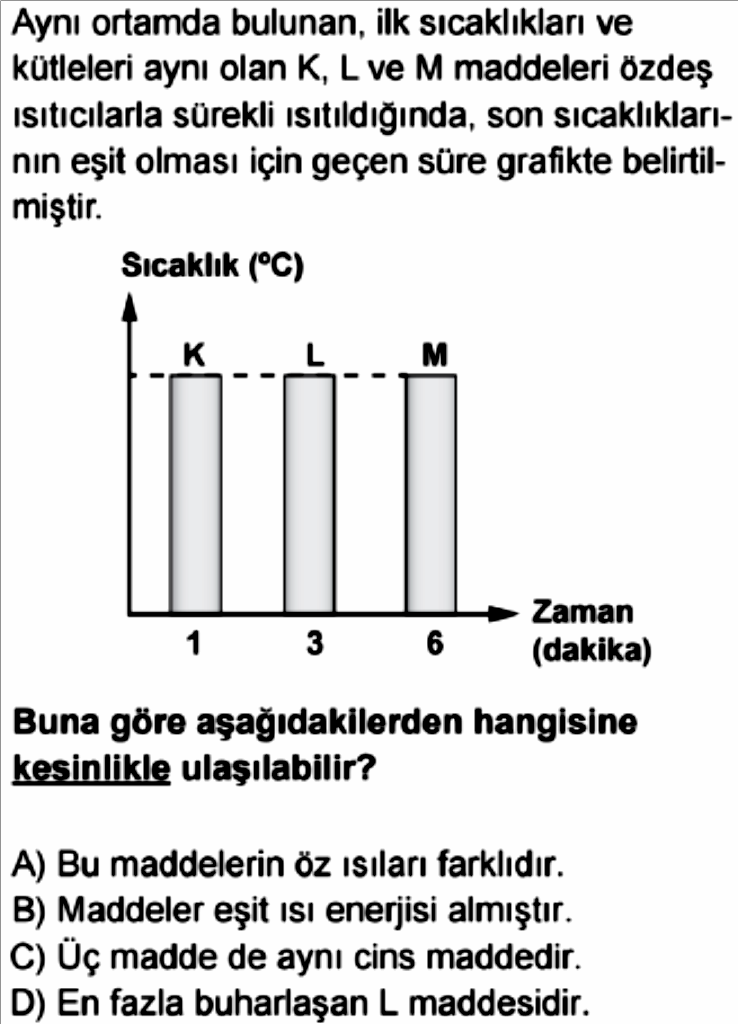 Aynı ortamda bulunan, ilk sıcaklıkları ve
kütleleri aynı olan K, L ve M maddeleri özdeş
ısıtıcılarla sürekli ısıtıldığında, son sıcaklıkları-
nın eşit olması için geçen süre grafikte belirtil-
miştir.
Sıcaklık (°C)
K L M
1 3 6
Zaman
(dakika)
Buna göre aşağıdakilerden hangisine
kesinlikle ulaşılabilir?
A) Bu maddelerin öz ısıları farklıdır.
B) Maddeler eşit ısı enerjisi almıştır.
C) Üç madde de aynı cins maddedir.
D) En fazla buharlaşan L maddesidir.